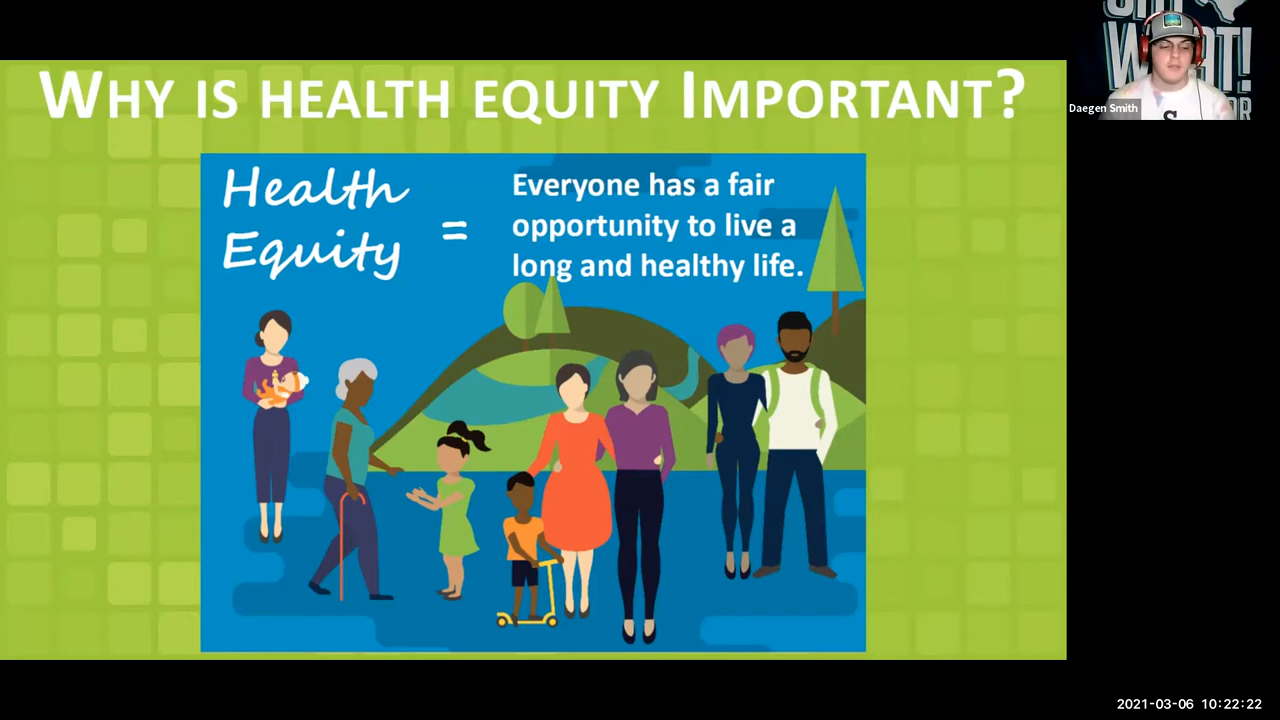 WHY IS HEALTH EQUITY IMPORTANT?
Health
Equity
=
Everyone has a fair
opportunity to live a
long and healthy life.
Daegen Smith
2021-03-06 10:22:22